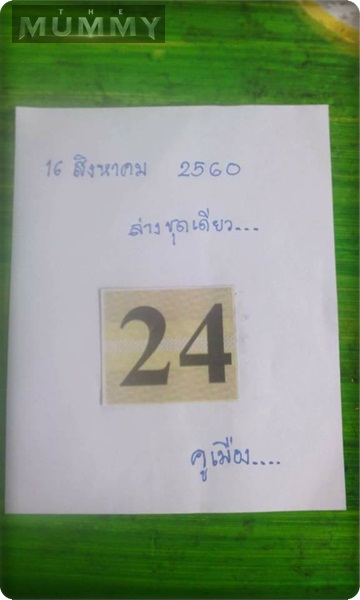 THE
MUMMY
16 สิงหาคม 2560
ล่างชุดเดียว...
24
คูเมือง....